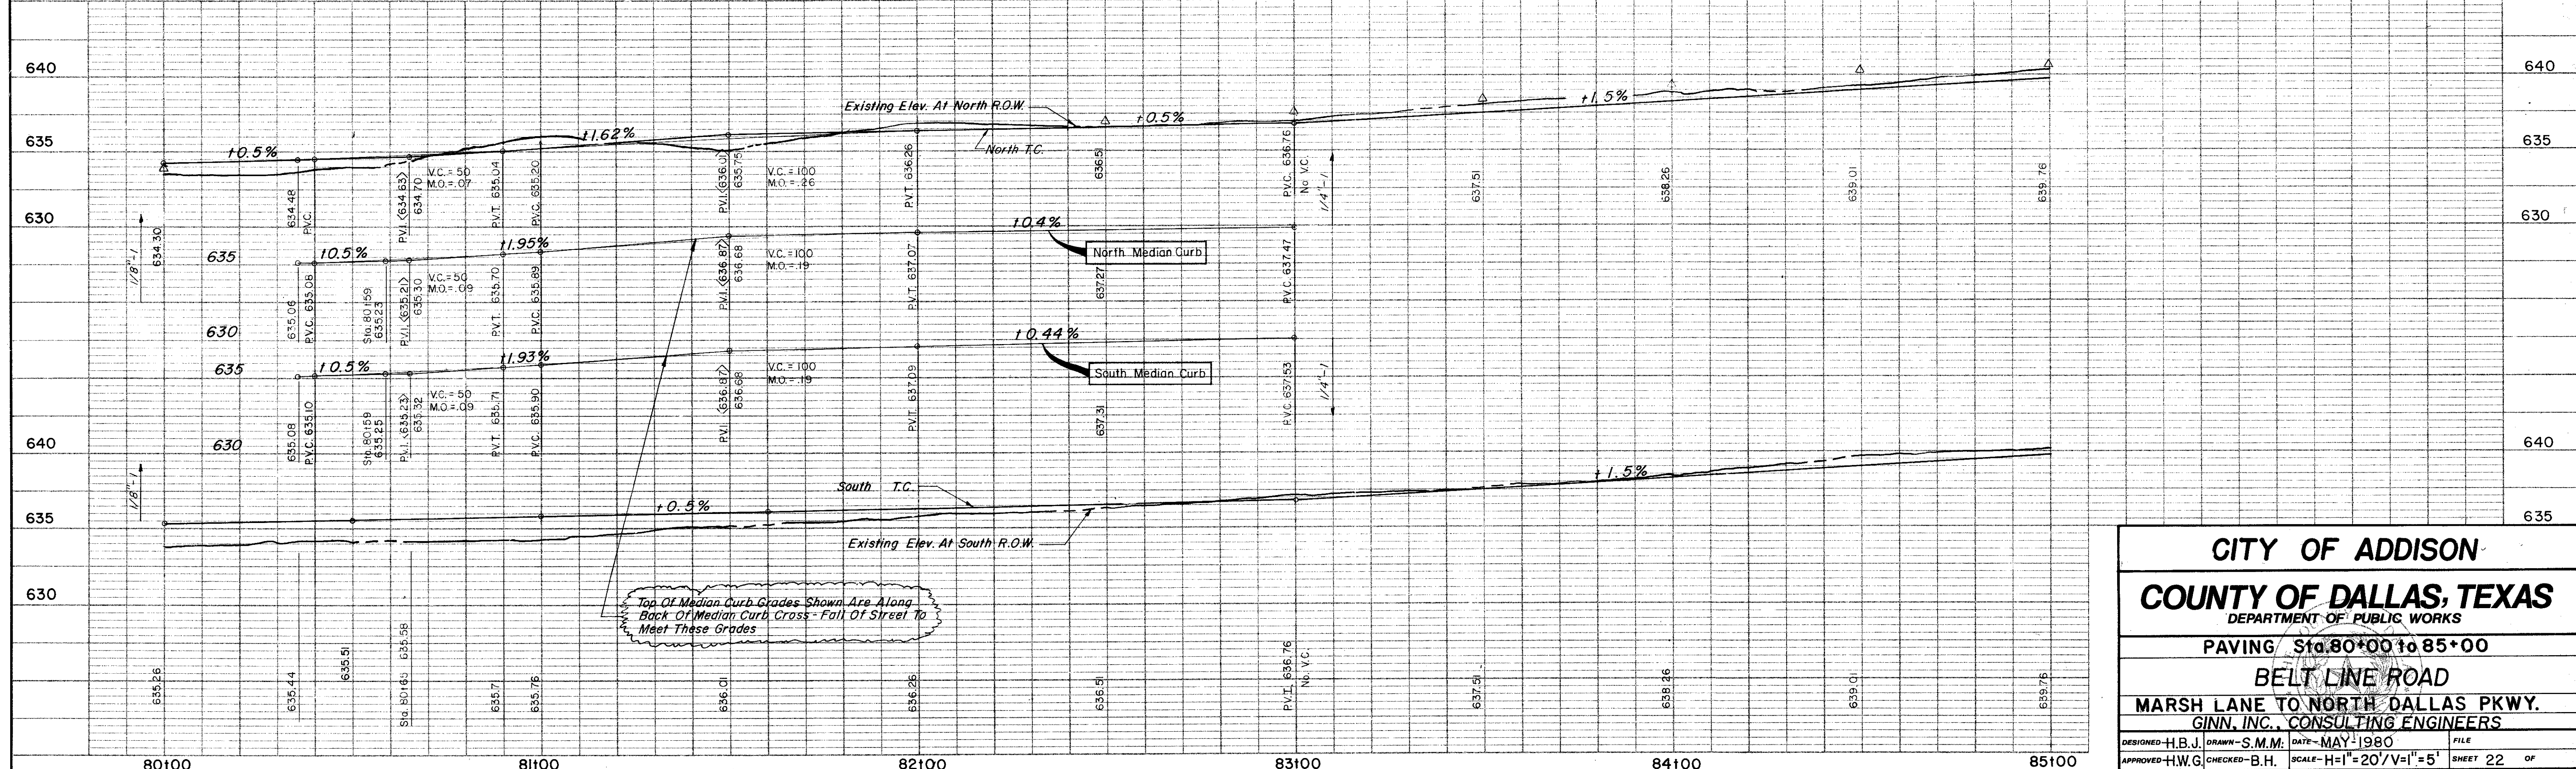 640
640
Existing Elev. At North R.O.W.
+0.5%
+1.62%
+0.5%
+1.5%
North T.C.
635
635
634.30
634.48
P.V.C.
P.V.I. <634.63>
634.70
V.C. = 50
M.O. = .07
P.V.T. 635.04
P.V.C. 635.20
P.V.I. <636.01>
635.75
V.C. = 100
M.O. = .26
P.V.T. 636.26
636.51
P.V.C. 636.76
No V.C.
1/4"-1
637.51
638.26
639.01
639.76
630
630
1/8"-1
635
+0.5%
+1.95%
+0.4%
North Median Curb
635.06
P.V.C. 635.08
Sta. 80+59
635.23
P.V.I. <635.21>
635.30
V.C. = 50
M.O. = .09
P.V.T. 635.70
P.V.C. 635.89
P.V.I. <636.87>
636.68
V.C. = 100
M.O. = .19
P.V.T. 637.07
637.27
P.V.C. 637.47
630
635
+0.5%
+1.93%
+0.44%
South Median Curb
635.08
P.V.C. 635.10
Sta. 80+59
635.25
P.V.I. <635.23>
635.32
V.C. = 50
M.O. = .09
P.V.T. 635.71
P.V.C. 635.90
P.V.I. <636.87>
636.68
V.C. = 100
M.O. = .19
P.V.T. 637.09
637.31
P.V.C. 637.53
1/4"-1
630
640
640
1/8"-1
South T.C.
+0.5%
+1.5%
635
635
Existing Elev. At South R.O.W.
630
Top Of Median Curb Grades Shown Are Along
Back Of Median Curb Cross-Fall Of Street To
Meet These Grades
635.26
635.44
635.51
Sta. 80+65 635.58
635.7
635.76
636.01
636.26
636.51
P.V.I. 636.76
No. V.C.
637.51
638.26
639.01
639.76
80+00
81+00
82+00
83+00
84+00
85+00
CITY OF ADDISON
COUNTY OF DALLAS, TEXAS
DEPARTMENT OF PUBLIC WORKS
PAVING Sta. 80+00 to 85+00
BELT LINE ROAD
MARSH LANE TO NORTH DALLAS PKWY.
GINN, INC., CONSULTING ENGINEERS
DESIGNED-H.B.J. DRAWN-S.M.M. DATE-MAY-1980 FILE
APPROVED-H.W.G. CHECKED-B.H. SCALE-H=1"=20'/V=1"=5' SHEET 22 OF